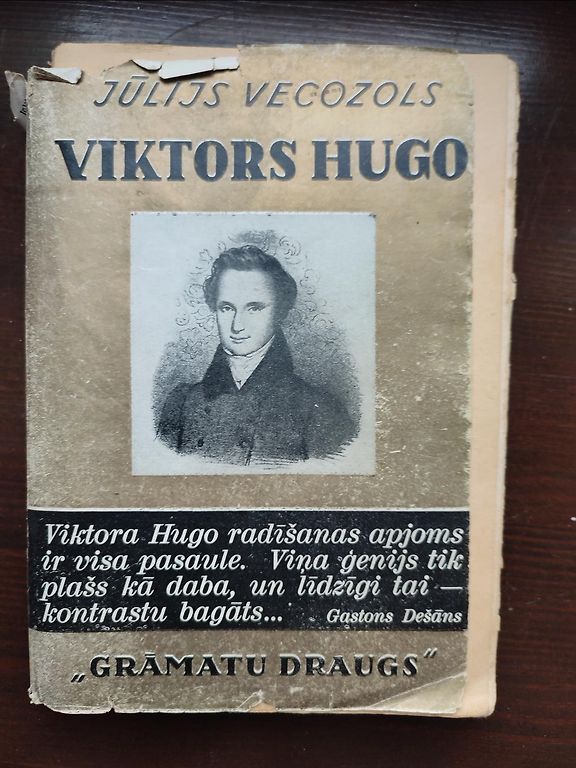 JŪLIJS VECOZOLS
VIKTORS HUGO
Viktora Hugo radīšanas apjoms
ir visa pasaule. Viņa ģenijs tik
plašs kā daba, un līdzīgi tai —
kontrastu bagāts...
Gastons Dešāns
„GRĀMATU DRAUGS“